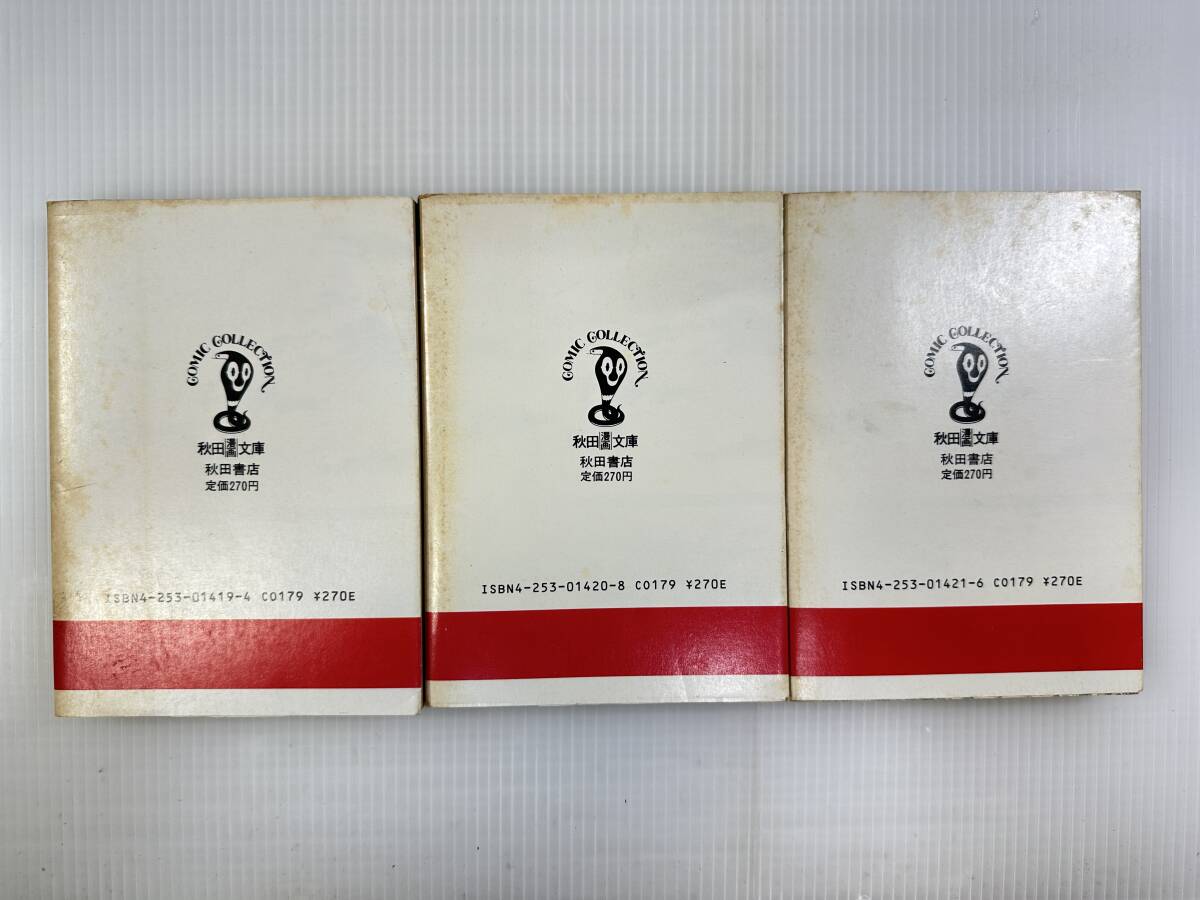 COMIC COLLECTION
秋田漫画文庫
秋田書店
定価270円
ISBN4-253-01419-4 C0179 ¥270E
COMIC COLLECTION
秋田漫画文庫
秋田書店
定価270円
ISBN4-253-01420-8 C0179 ¥270E
COMIC COLLECTION
秋田漫画文庫
秋田書店
定価270円
ISBN4-253-01421-6 C0179 ¥270E